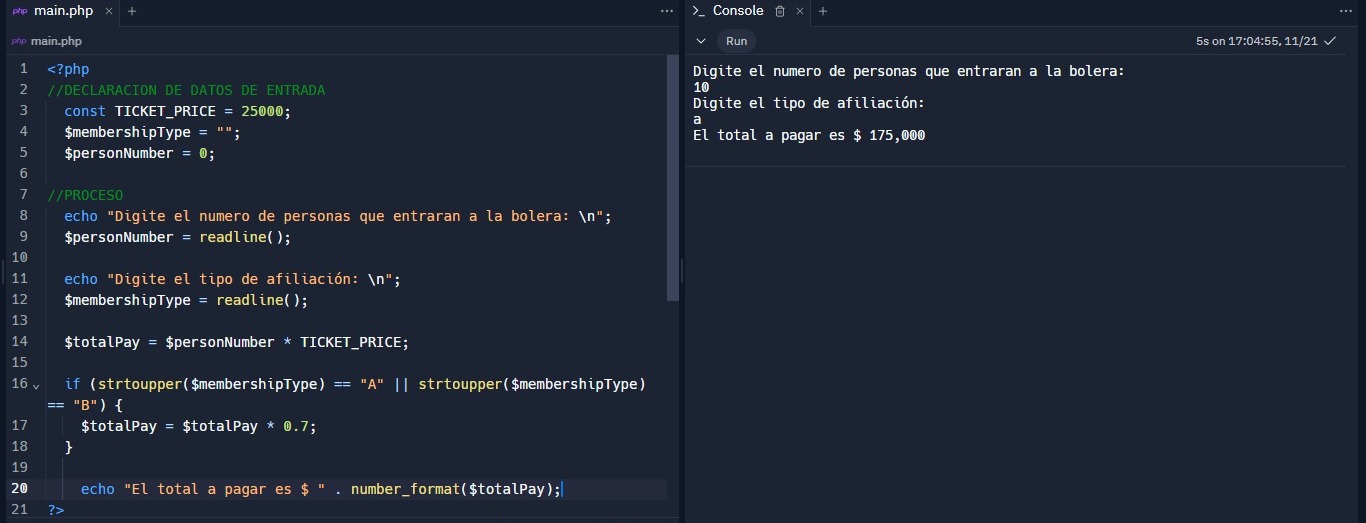 php main.php × +
php main.php
1 <?php
2 //DECLARACION DE DATOS DE ENTRADA
3 const TICKET_PRICE = 25000;
4 $membershipType = "";
5 $personNumber = 0;
6
7 //PROCESO
8 echo "Digite el numero de personas que entraran a la bolera: \n";
9 $personNumber = readline();
10
11 echo "Digite el tipo de afiliación: \n";
12 $membershipType = readline();
13
14 $totalPay = $personNumber * TICKET_PRICE;
15
16 if (strtoupper($membershipType) == "A" || strtoupper($membershipType)
== "B") {
17 $totalPay = $totalPay * 0.7;
18 }
19
20 echo "El total a pagar es $ " . number_format($totalPay);
21 ?>
>_ Console × +
Run 5s on 17:04:55, 11/21
Digite el numero de personas que entraran a la bolera:
10
Digite el tipo de afiliación:
a
El total a pagar es $ 175,000